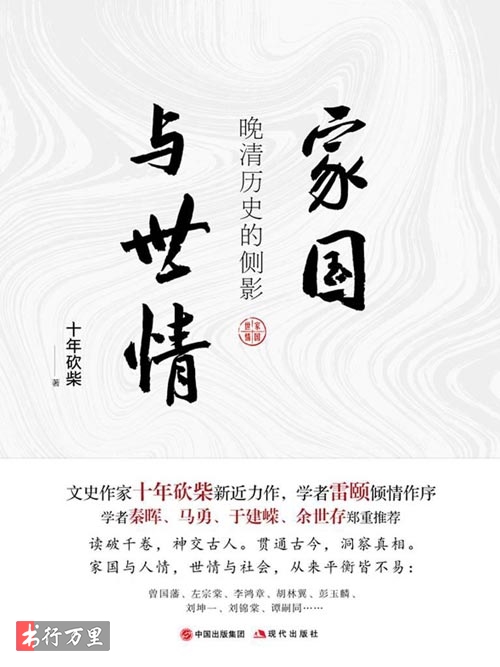 家国
与世情
晚清历史的侧影
家国
世情
十年砍柴
——著
文史作家十年砍柴新近力作，学者雷颐倾情作序
学者秦晖、马勇、于建嵘、余世存郑重推荐
读破千卷，神交古人。贯通古今，洞察真相。
家国与人情，世情与社会，从来平衡皆不易：
曾国藩、左宗棠、李鸿章、胡林翼、彭玉麟、
刘坤一、刘锦棠、谭嗣同……
中国出版集团 现代出版社
书行万里